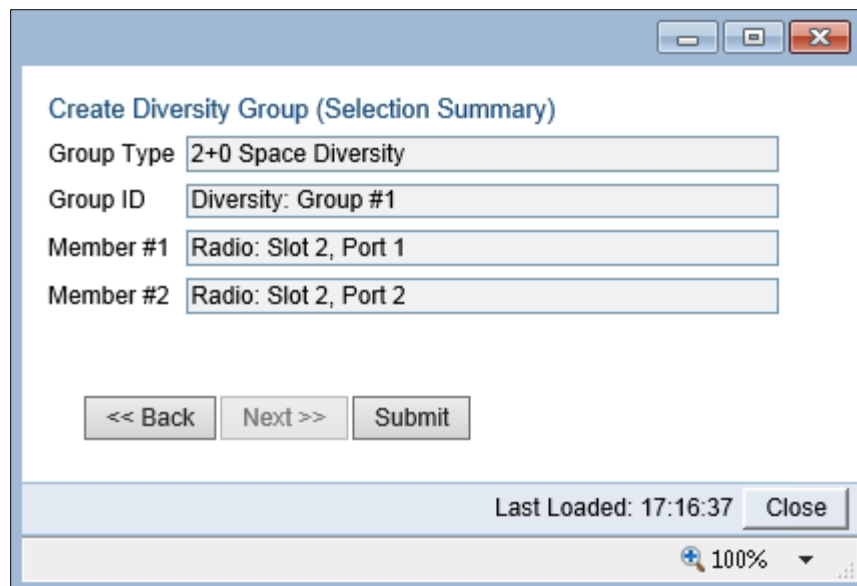 Create Diversity Group (Selection Summary)
Group Type 2+0 Space Diversity
Group ID Diversity: Group #1
Member #1 Radio: Slot 2, Port 1
Member #2 Radio: Slot 2, Port 2
<< Back Next >> Submit
Last Loaded: 17:16:37 Close
100%